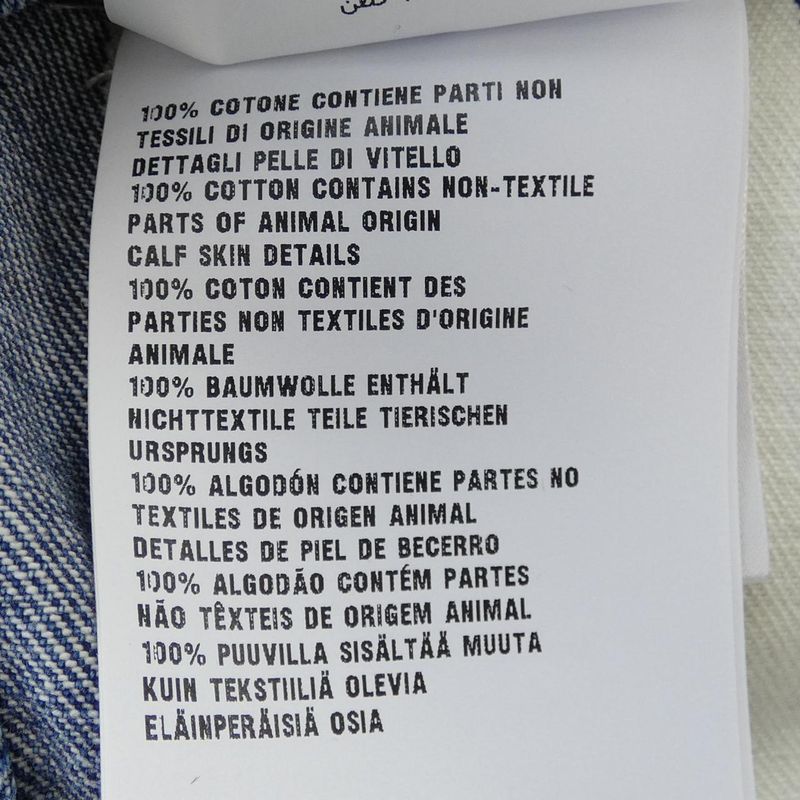 قطن
100% COTONE CONTIENE PARTI NON
TESSILI DI ORIGINE ANIMALE
DETTAGLI PELLE DI VITELLO
100% COTTON CONTAINS NON-TEXTILE
PARTS OF ANIMAL ORIGIN
CALF SKIN DETAILS
100% COTON CONTIENT DES
PARTIES NON TEXTILES D'ORIGINE
ANIMALE
100% BAUMWOLLE ENTHÄLT
NICHTTEXTILE TEILE TIERISCHEN
URSPRUNGS
100% ALGODÓN CONTIENE PARTES NO
TEXTILES DE ORIGEN ANIMAL
DETALLES DE PIEL DE BECERRO
100% ALGODÃO CONTÉM PARTES
NÃO TÊXTEIS DE ORIGEM ANIMAL
100% PUUVILLA SISÄLTÄÄ MUUTA
KUIN TEKSTIILIÄ OLEVIA
ELÄINPERÄISIÄ OSIA